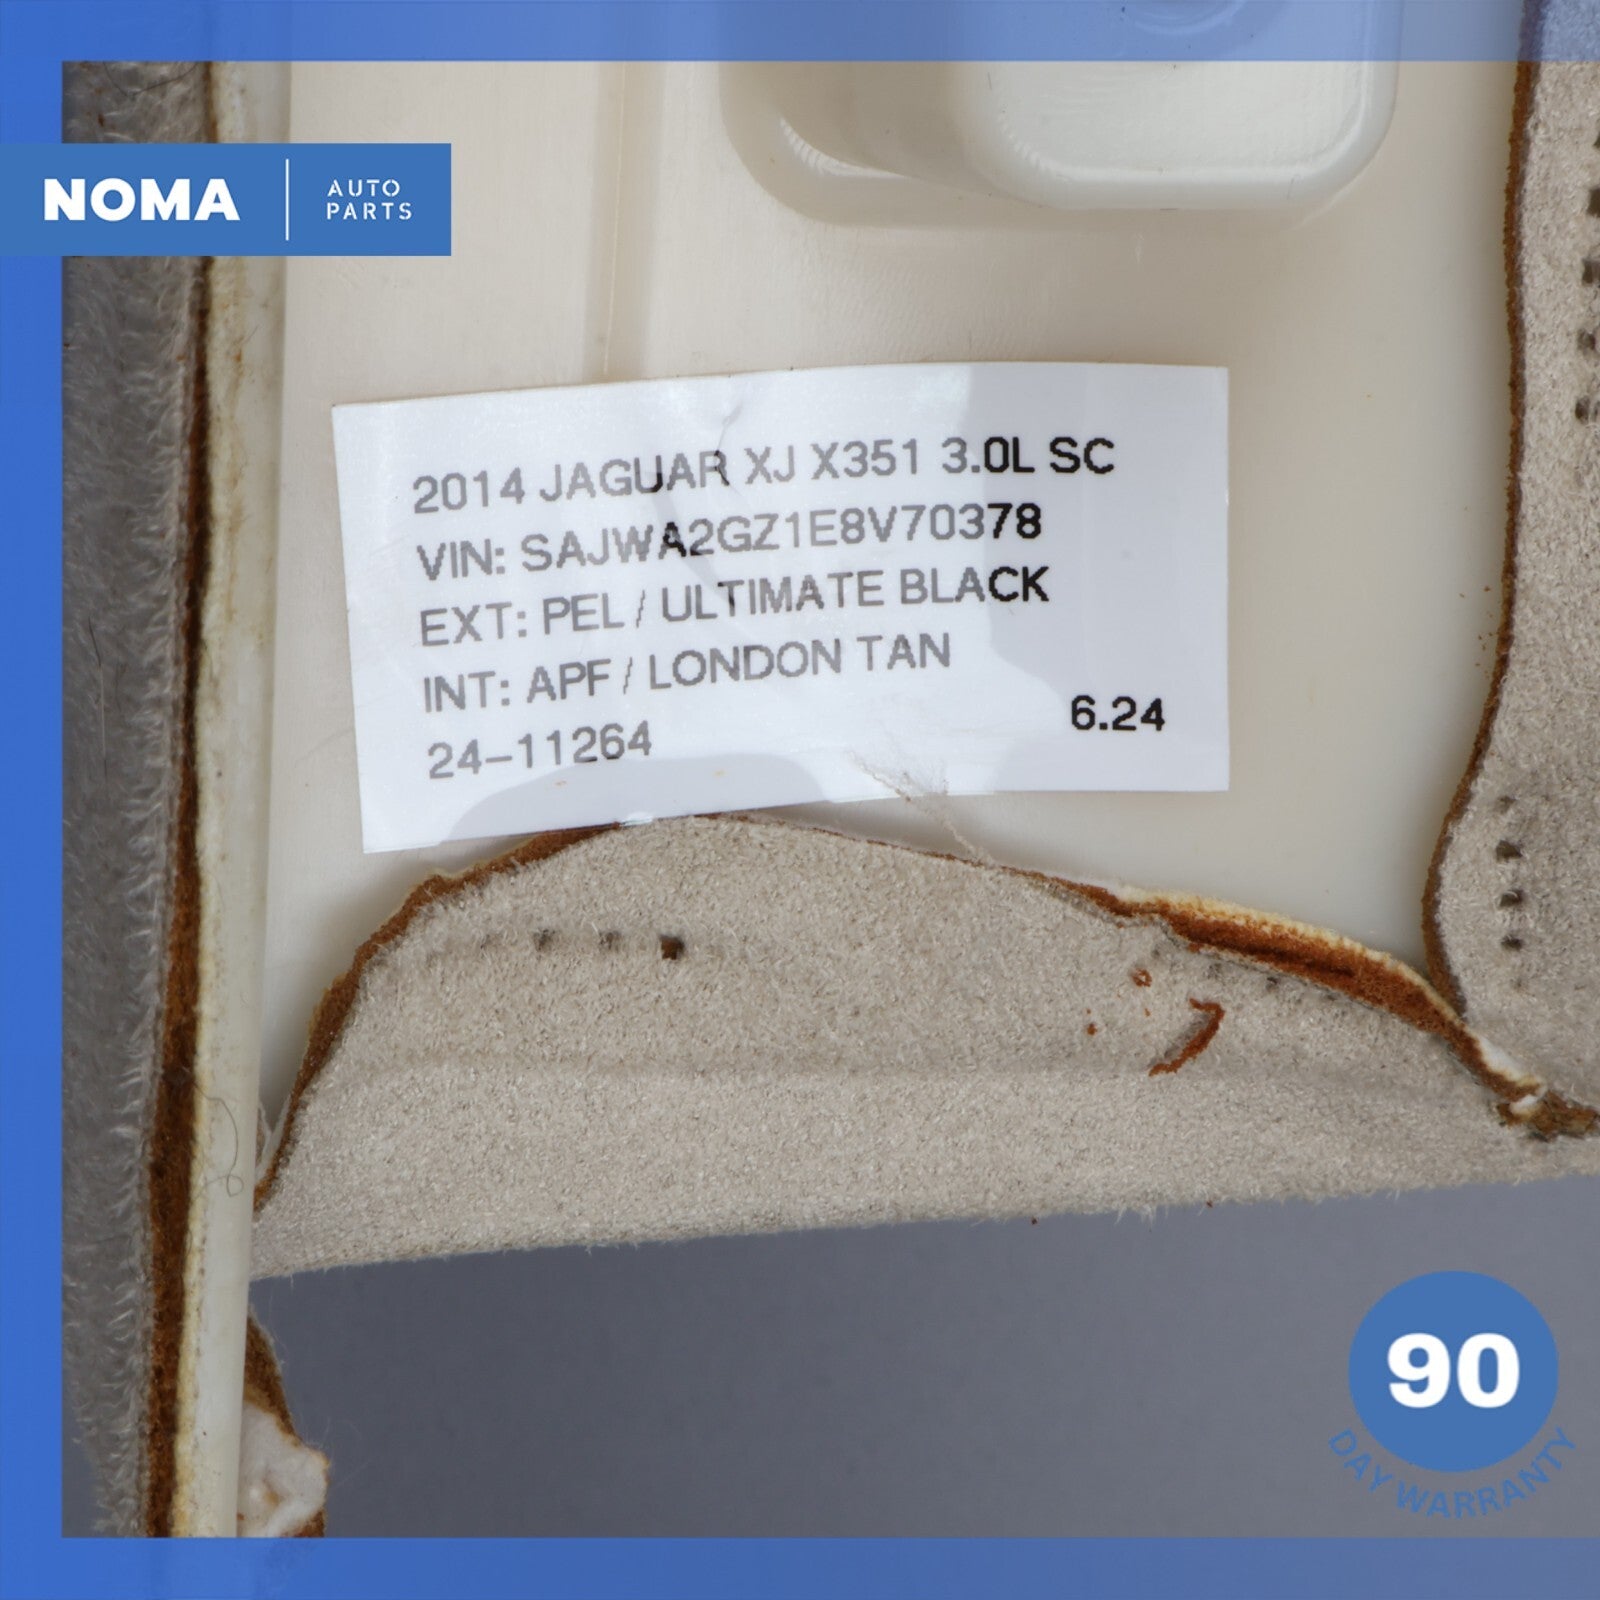 NOMA
AUTO
PARTS
2014 JAGUAR XJ X351 3.0L SC
VIN: SAJWA2GZ1E8V70378
EXT: PEL / ULTIMATE BLACK
INT: APF / LONDON TAN
24-11264
6.24
90
DAY WARRANTY